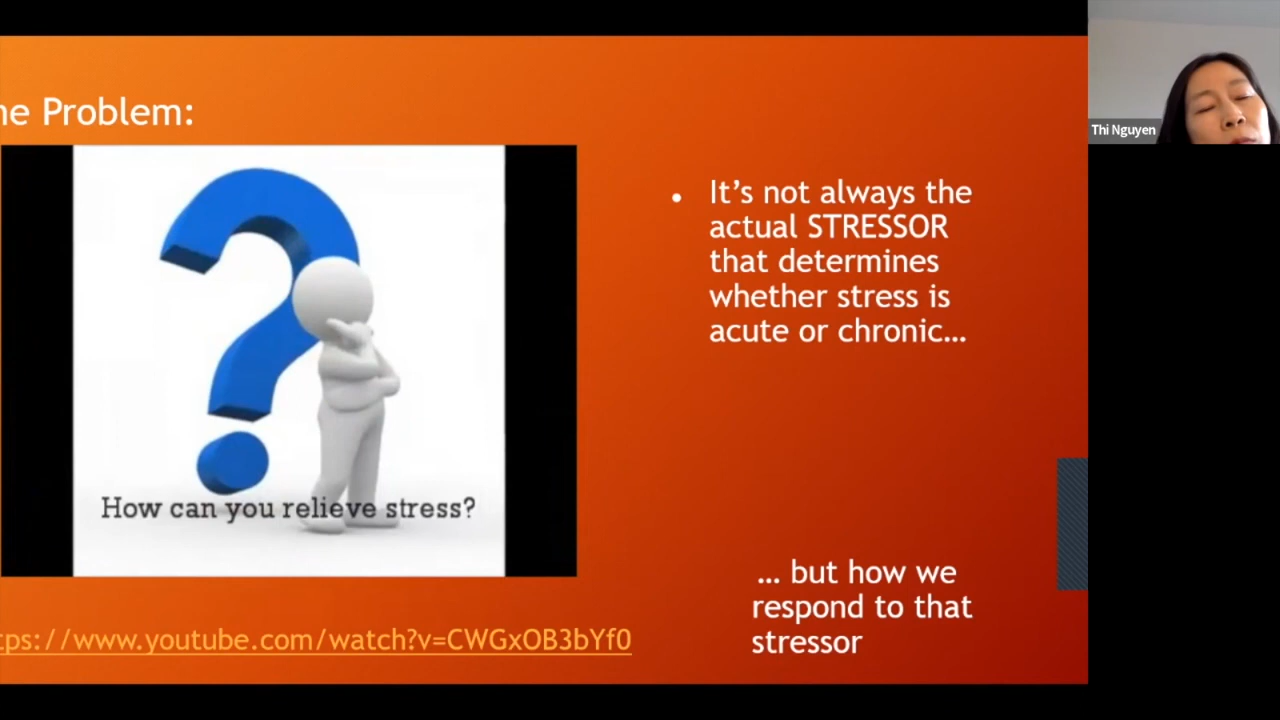 he Problem:
Thi Nguyen
It’s not always the
actual STRESSOR
that determines
whether stress is
acute or chronic…
How can you relieve stress?
… but how we
respond to that
stressor
tps://www.youtube.com/watch?v=CWGxOB3bYf0